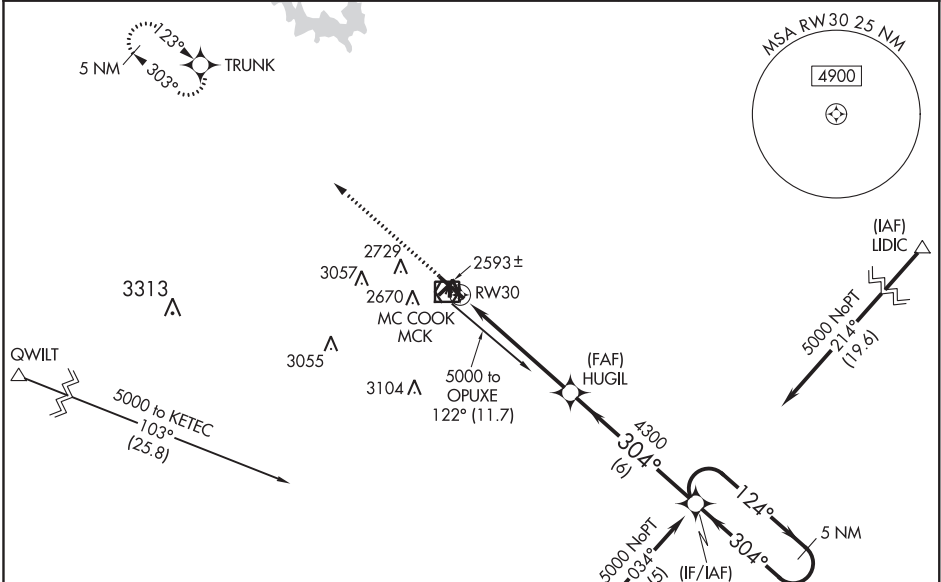 123°
5 NM
303°
TRUNK
MSA RW30 25 NM
4900
(IAF)
LIDIC
5000 NoPT
214°
(19.6)
2729
3057
2670
2593±
RW30
MC COOK
MCK
3313
3055
3104
QWILT
5000 to KETEC
103°
(25.8)
5000 to
OPUXE
122° (11.7)
(FAF)
HUGIL
4300
304°
(6)
124°
304°
5 NM
5000 NoPT
034°
(IF/IAF)